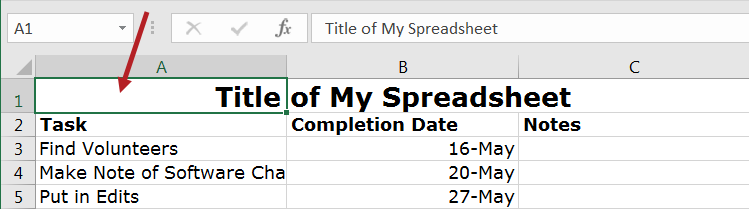 A1 fx Title of My Spreadsheet
A B C
1 Title of My Spreadsheet
2 Task Completion Date Notes
3 Find Volunteers 16-May
4 Make Note of Software Cha 20-May
5 Put in Edits 27-May